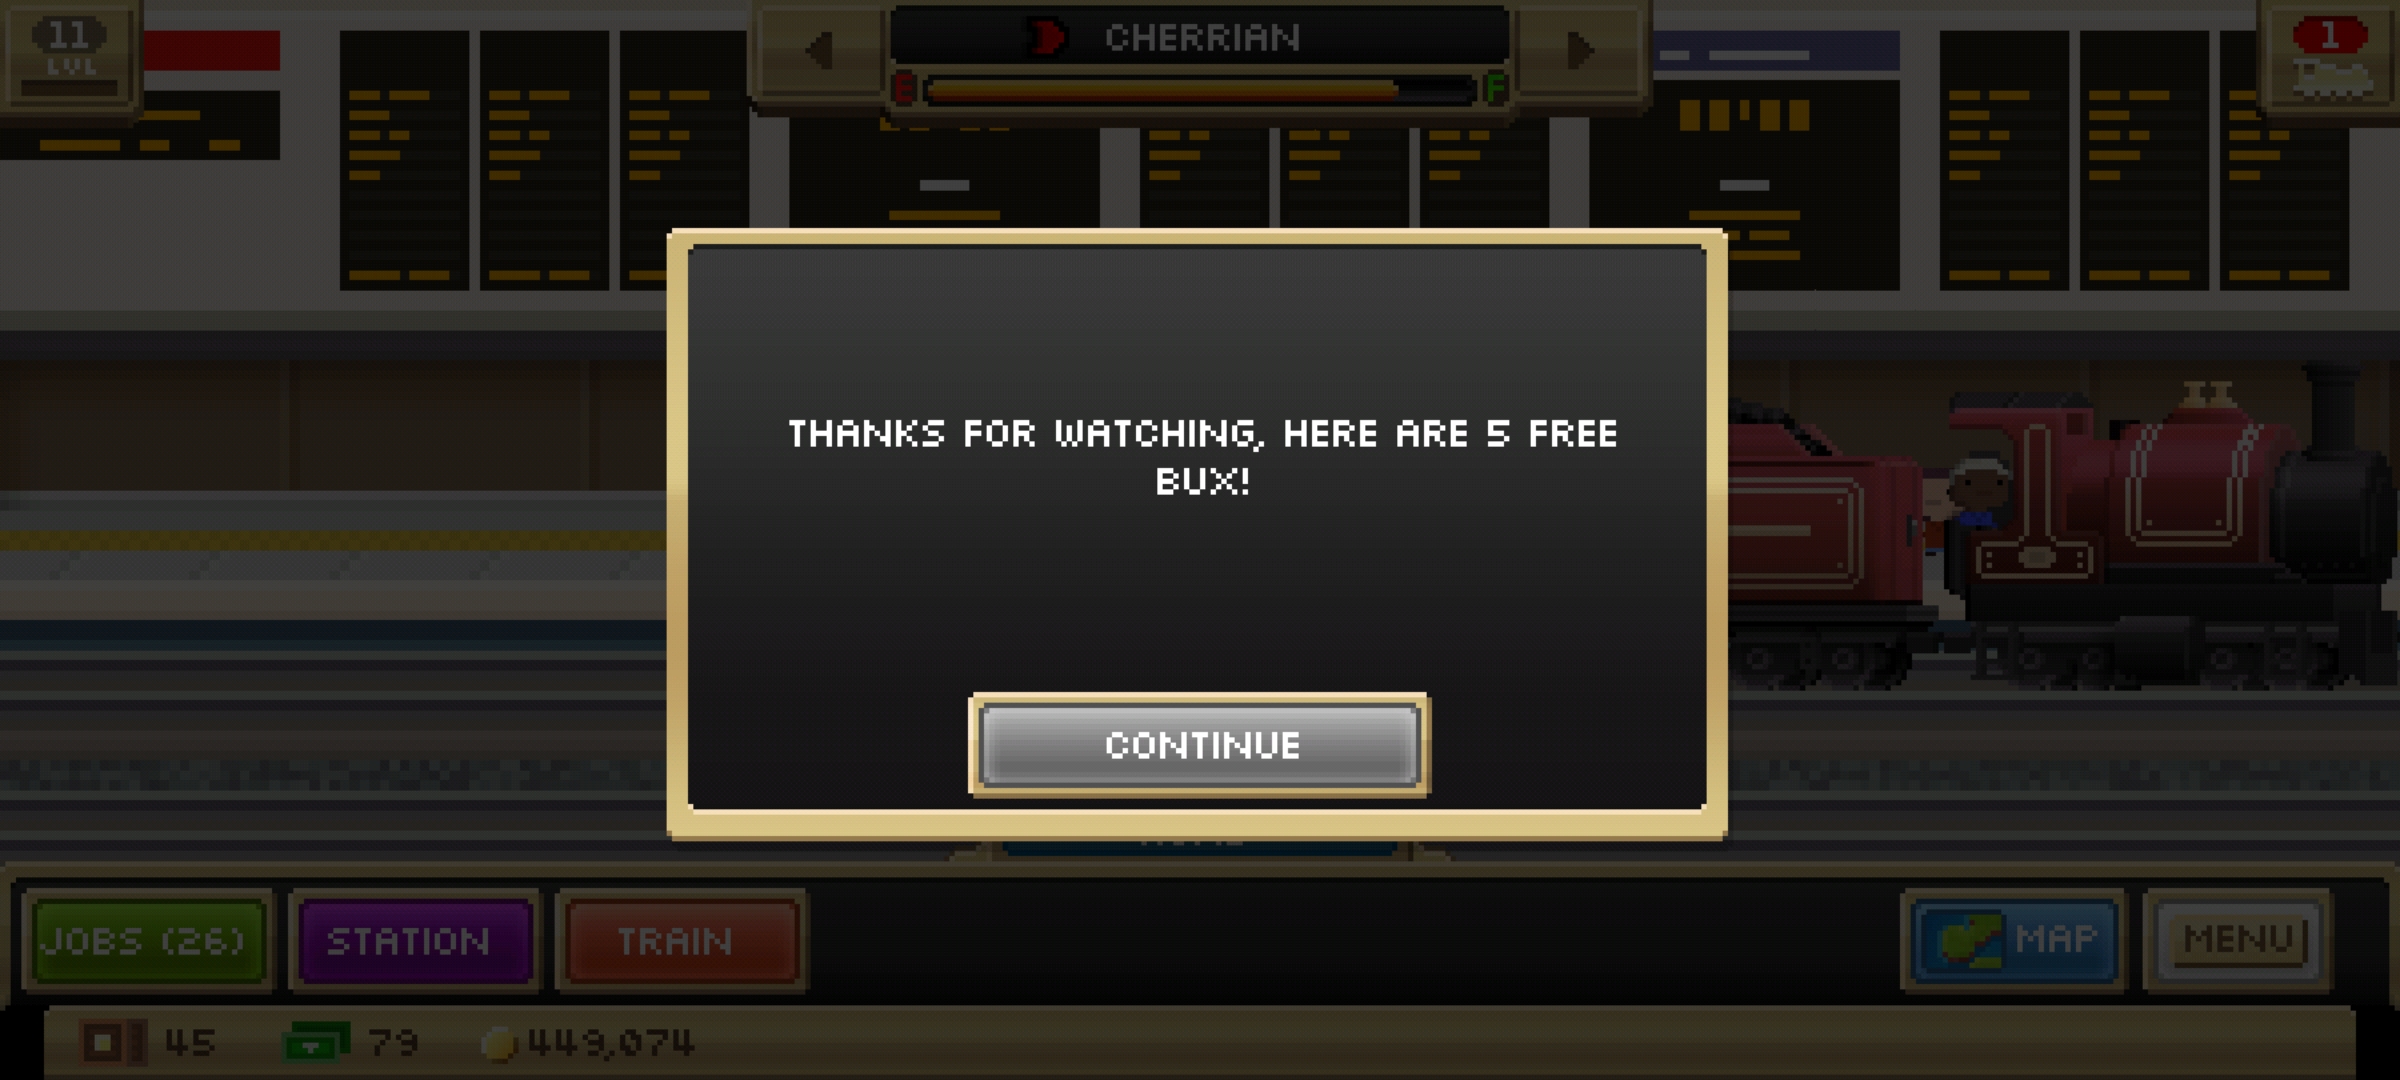 11
LVL
CHERRIAN
1
E
F
THANKS FOR WATCHING, HERE ARE 5 FREE
BUX!
CONTINUE
JOBS (26)
STATION
TRAIN
MAP
MENU
45
79
449,074